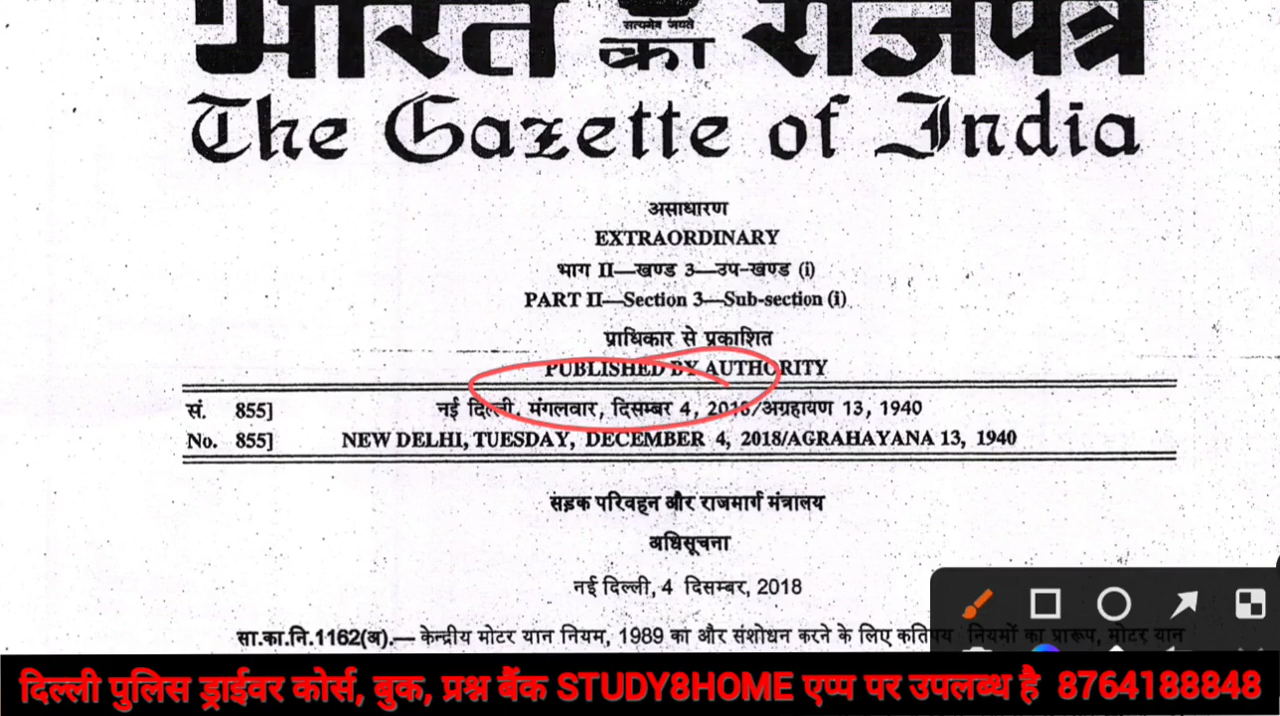 भारत का राजपत्र
सत्यमेव जयते
The Gazette of India
असाधारण
EXTRAORDINARY
भाग II—खण्ड 3—उप-खण्ड (i)
PART II—Section 3—Sub-section (i)
प्राधिकार से प्रकाशित
PUBLISHED BY AUTHORITY
सं. 855] नई दिल्ली, मंगलवार, दिसम्बर 4, 2018/अग्रहायण 13, 1940
No. 855] NEW DELHI, TUESDAY, DECEMBER 4, 2018/AGRAHAYANA 13, 1940
सड़क परिवहन और राजमार्ग मंत्रालय
अधिसूचना
नई दिल्ली, 4 दिसम्बर, 2018
सा.का.नि.1162(अ).— केन्द्रीय मोटर यान नियम, 1989 का और संशोधन करने के लिए कतिपय नियमों का प्रारूप, मोटर यान
दिल्ली पुलिस ड्राईवर कोर्स, बुक, प्रश्न बैंक STUDY8HOME एप्प पर उपलब्ध है 8764188848